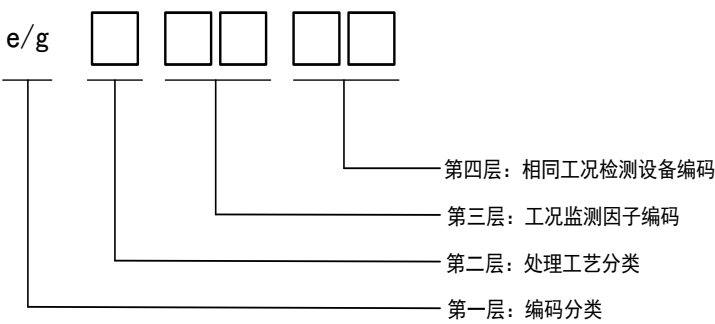 e/g
第四层：相同工况检测设备编码
第三层：工况监测因子编码
第二层：处理工艺分类
第一层：编码分类